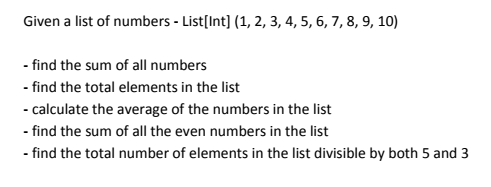 Given a list of numbers - List[Int] (1, 2, 3, 4, 5, 6, 7, 8, 9, 10)
- find the sum of all numbers
- find the total elements in the list
- calculate the average of the numbers in the list
- find the sum of all the even numbers in the list
- find the total number of elements in the list divisible by both 5 and 3